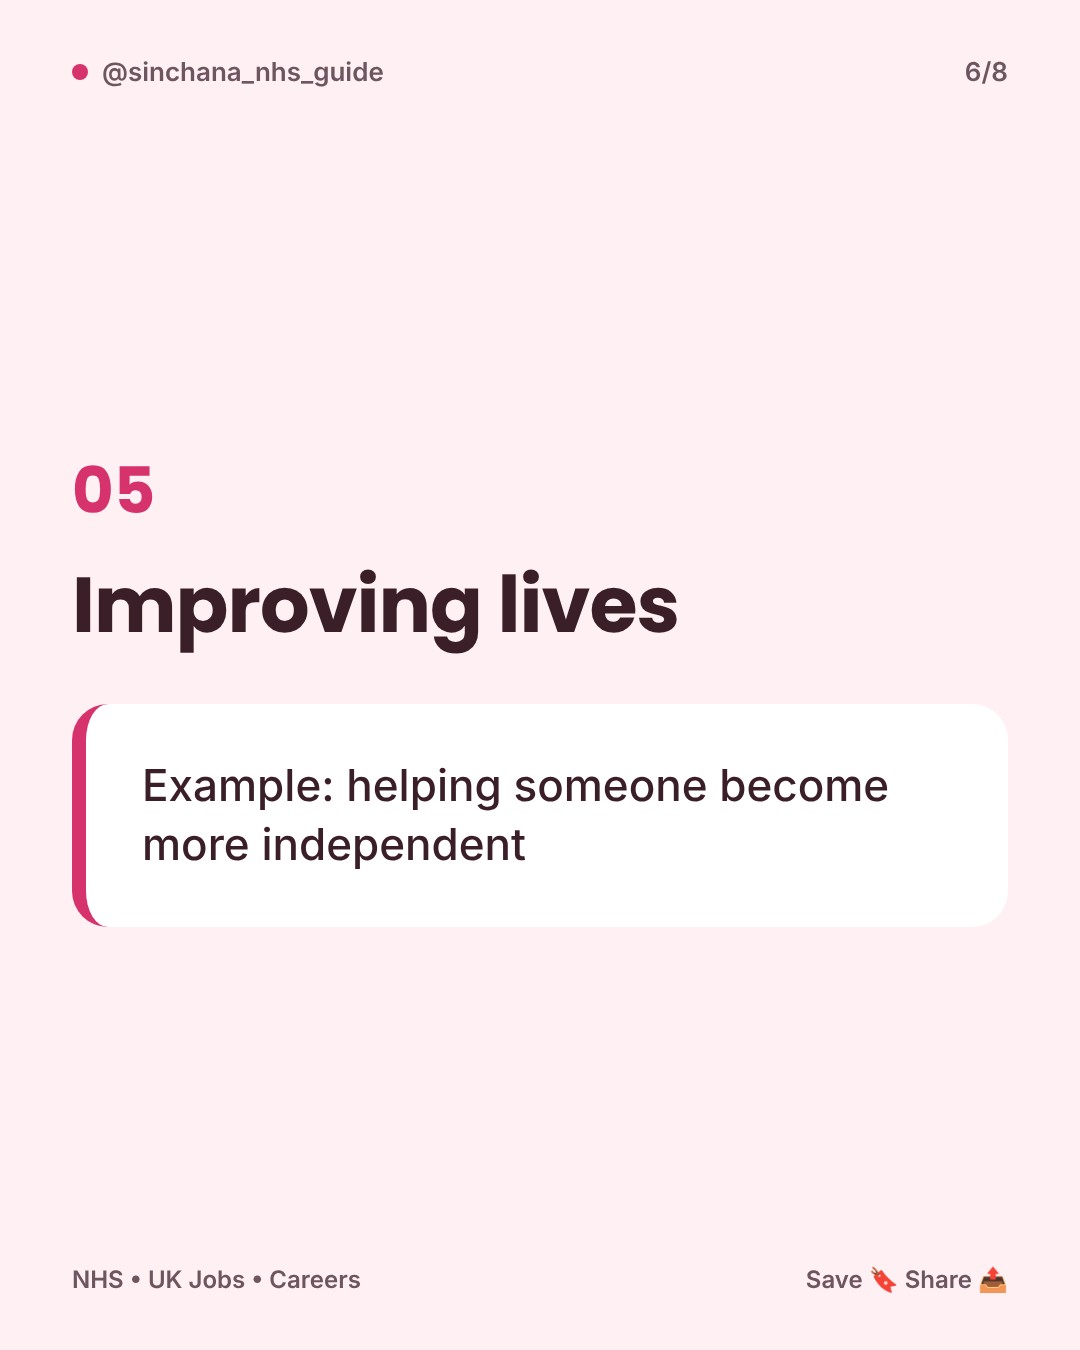 @sinchana_nhs_guide
6/8
05
Improving lives
Example: helping someone become
more independent
NHS • UK Jobs • Careers
Save 🔖 Share 📤